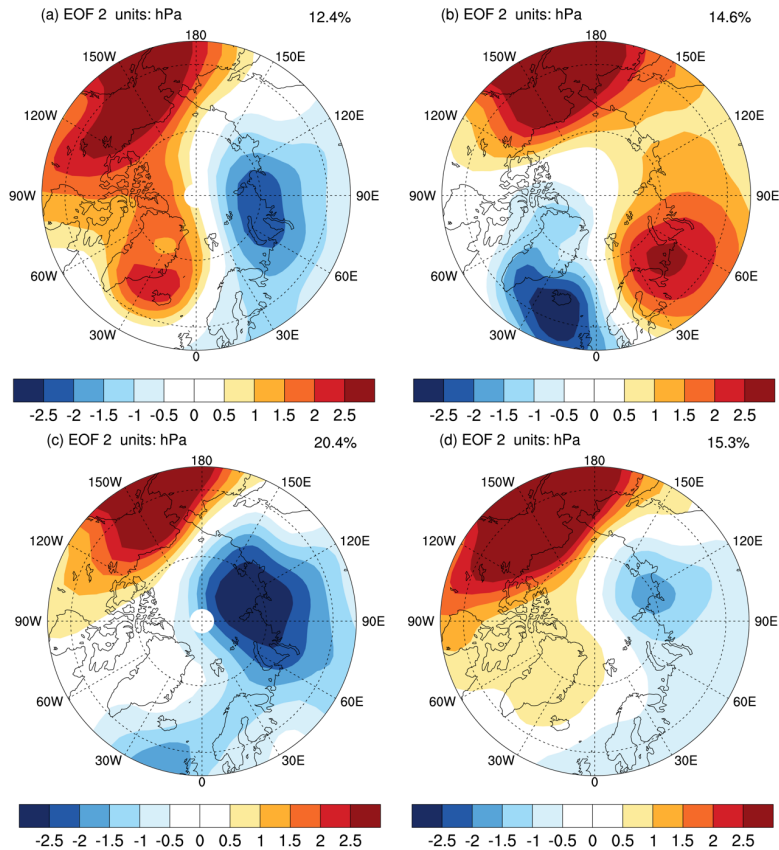 (a) EOF 2 units: hPa 12.4%
180
150W 150E
120W 120E
90W 90E
60W 60E
30W 30E
0
-2.5 -2 -1.5 -1 -0.5 0 0.5 1 1.5 2 2.5
(b) EOF 2 units: hPa 14.6%
180
150W 150E
120W 120E
90W 90E
60W 60E
30W 30E
0
-2.5 -2 -1.5 -1 -0.5 0 0.5 1 1.5 2 2.5
(c) EOF 2 units: hPa 20.4%
180
150W 150E
120W 120E
90W 90E
60W 60E
30W 30E
0
-2.5 -2 -1.5 -1 -0.5 0 0.5 1 1.5 2 2.5
(d) EOF 2 units: hPa 15.3%
180
150W 150E
120W 120E
90W 90E
60W 60E
30W 30E
0
-2.5 -2 -1.5 -1 -0.5 0 0.5 1 1.5 2 2.5